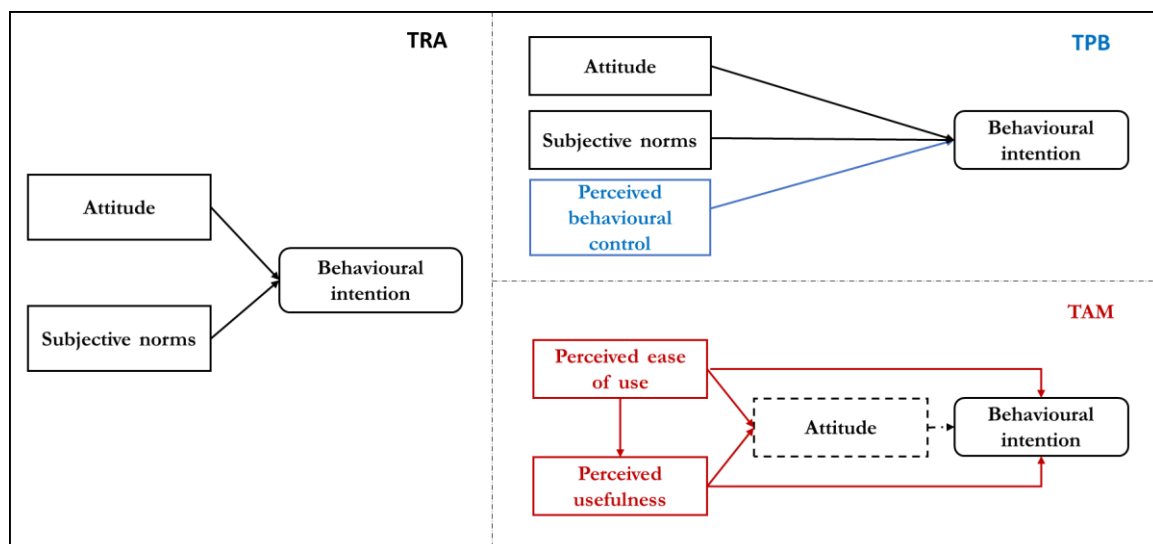 TRA
Attitude
Subjective norms
Behavioural
intention
TPB
Attitude
Subjective norms
Perceived
behavioural
control
Behavioural
intention
TAM
Perceived ease
of use
Perceived
usefulness
Attitude
Behavioural
intention